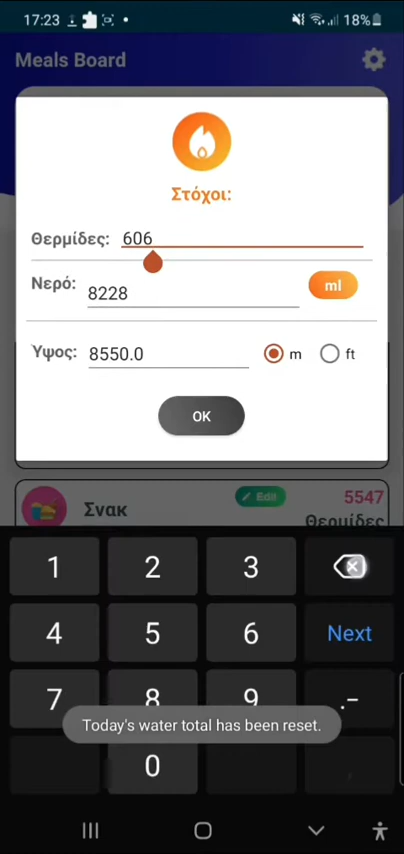 17:23 18%
Meals Board
Στόχοι:
Θερμίδες: 606
Νερό: 8228 ml
Ύψος: 8550.0 m ft
OK
Σνακ Edit 5547
Θερμίδες
1 2 3
4 5 6 Next
7 8 9 .-
Today's water total has been reset.
0 ,